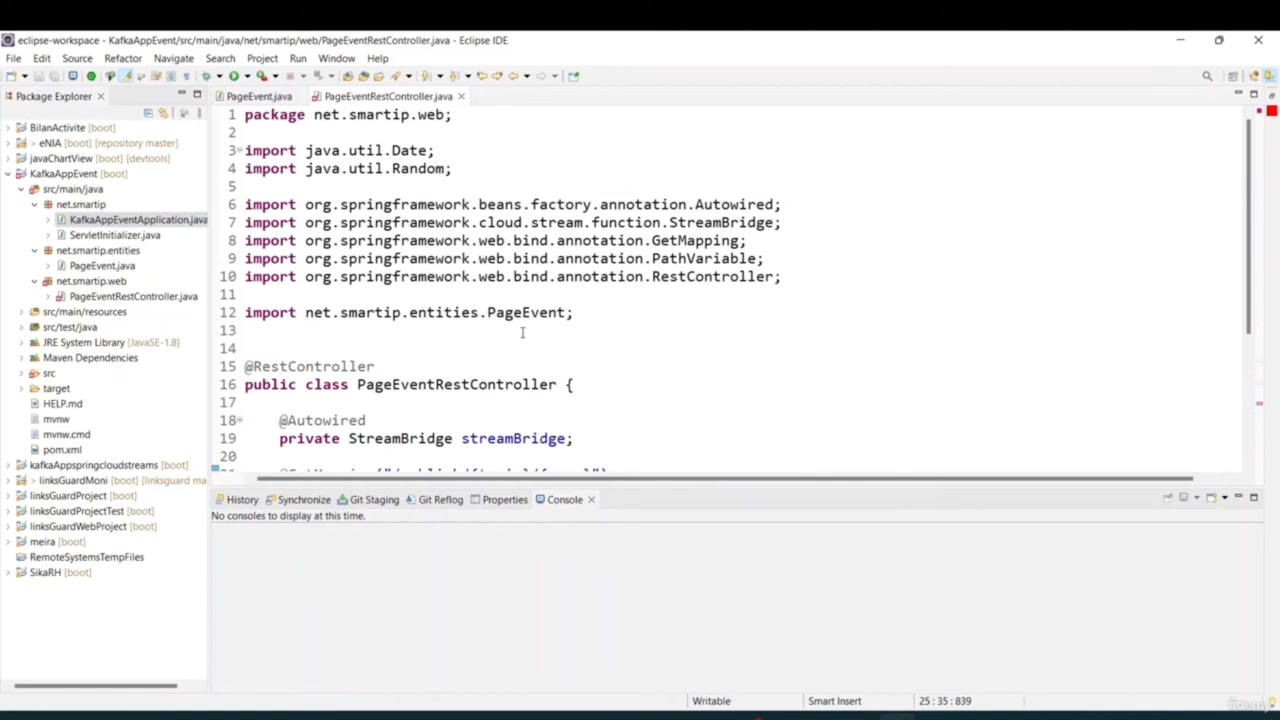 eclipse-workspace - KafkaAppEvent/src/main/java/net/smartip/web/PageEventRestController.java - Eclipse IDE
File Edit Source Refactor Navigate Search Project Run Window Help
Package Explorer
BilanActivite [boot]
> eNIA [boot] [repository master]
javaChartView [boot] [devtools]
KafkaAppEvent [boot]
src/main/java
net.smartip
KafkaAppEventApplication.java
ServletInitializer.java
net.smartip.entities
PageEvent.java
net.smartip.web
PageEventRestController.java
src/main/resources
src/test/java
JRE System Library [JavaSE-1.8]
Maven Dependencies
src
target
HELP.md
mvnw
mvnw.cmd
pom.xml
kafkaAppspringcloudstreams [boot]
> linksGuardMoni [boot] [linksguard ma
linksGuardProject [boot]
linksGuardProjectTest [boot]
linksGuardWebProject [boot]
meira [boot]
RemoteSystemsTempFiles
SikaRH [boot]
PageEvent.java PageEventRestController.java
1 package net.smartip.web;
2
3 import java.util.Date;
4 import java.util.Random;
5
6 import org.springframework.beans.factory.annotation.Autowired;
7 import org.springframework.cloud.stream.function.StreamBridge;
8 import org.springframework.web.bind.annotation.GetMapping;
9 import org.springframework.web.bind.annotation.PathVariable;
10 import org.springframework.web.bind.annotation.RestController;
11
12 import net.smartip.entities.PageEvent;
13
14
15 @RestController
16 public class PageEventRestController {
17
18 @Autowired
19 private StreamBridge streamBridge;
20
History Synchronize Git Staging Git Reflog Properties Console
No consoles to display at this time.
Writable Smart Insert 25 : 35 : 839